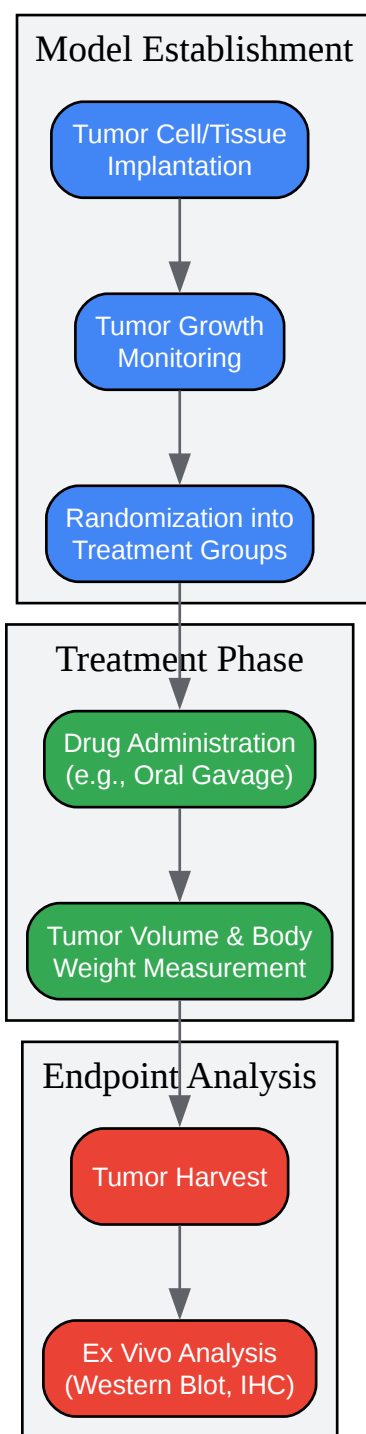 Model Establishment
Tumor Cell/Tissue
Implantation
Tumor Growth
Monitoring
Randomization into
Treatment Groups
Treatment Phase
Drug Administration
(e.g., Oral Gavage)
Tumor Volume & Body
Weight Measurement
Endpoint Analysis
Tumor Harvest
Ex Vivo Analysis
(Western Blot, IHC)